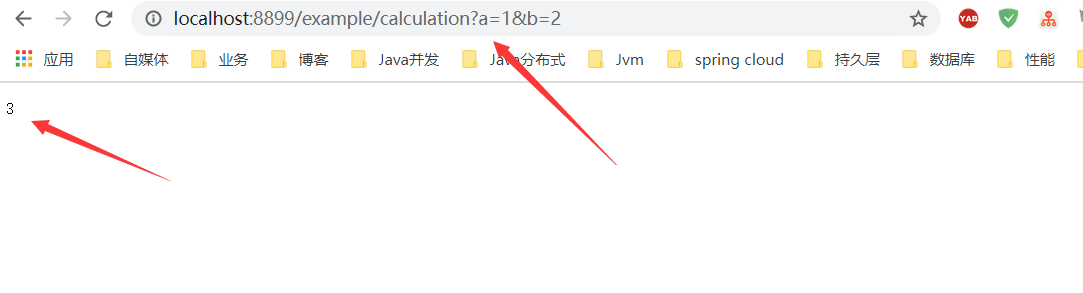 localhost:8899/example/calculation?a=1&b=2
YAB
应用 自媒体 业务 博客 Java并发 Java分布式 Jvm spring cloud 持久层 数据库 性能
3